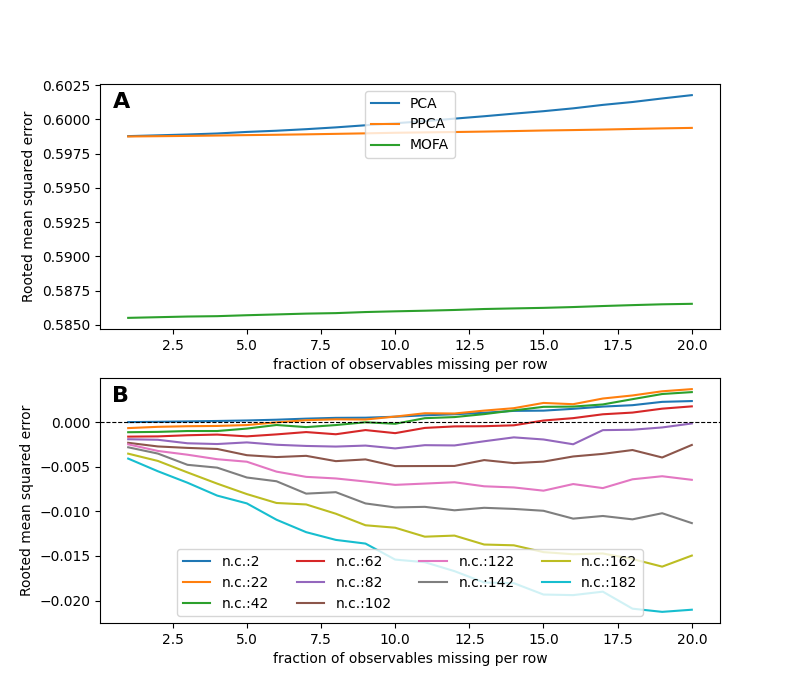 A
PCA
PPCA
MOFA
Rooted mean squared error
0.6025
0.6000
0.5975
0.5950
0.5925
0.5900
0.5875
0.5850
2.5 5.0 7.5 10.0 12.5 15.0 17.5 20.0
fraction of observables missing per row
B
Rooted mean squared error
0.000
−0.005
−0.010
−0.015
−0.020
n.c.:2 n.c.:62 n.c.:122 n.c.:162
n.c.:22 n.c.:82 n.c.:142 n.c.:182
n.c.:42 n.c.:102
2.5 5.0 7.5 10.0 12.5 15.0 17.5 20.0
fraction of observables missing per row